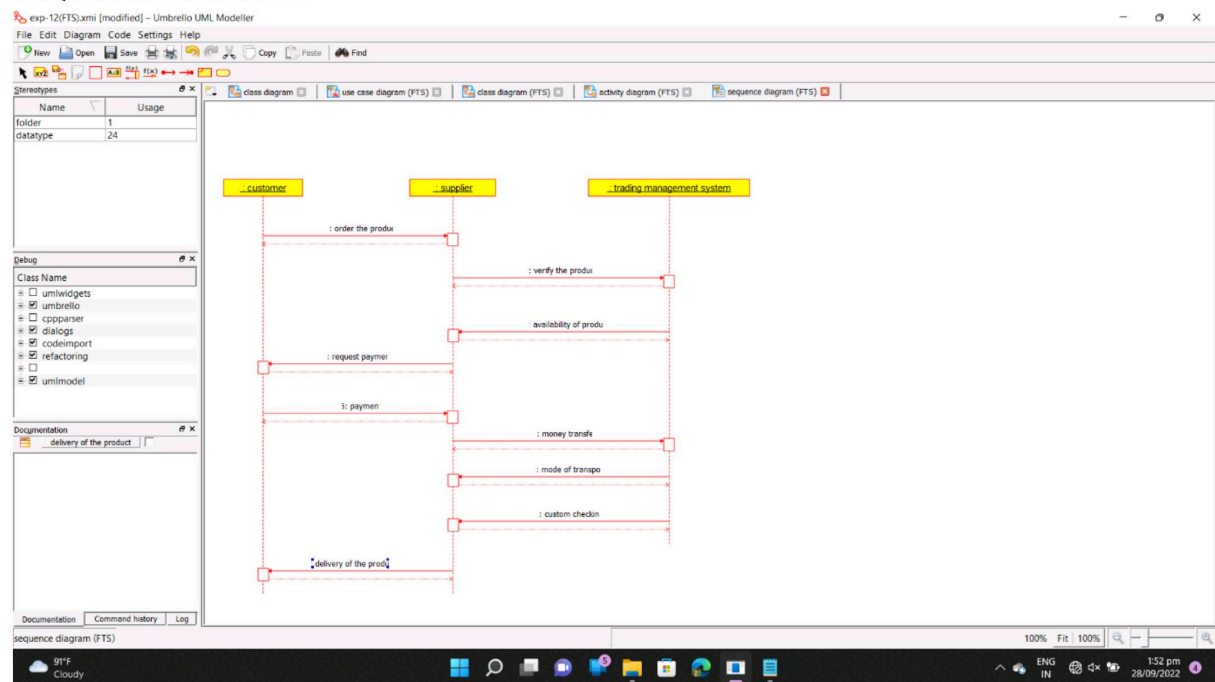 exp-12(FTS).xmi [modified] – Umbrello UML Modeller
File Edit Diagram Code Settings Help
New Open Save Copy Paste Find
Stereotypes
class diagram use case diagram (FTS) class diagram (FTS) activity diagram (FTS) sequence diagram (FTS)
Name Usage
folder 1
datatype 24
: customer : supplier : trading management system
: order the produ
Debug
: verify the produ
Class Name
umlwidgets
umbrello
cppparser
dialogs
codeimport
refactoring
umlmodel
: availability of produ
: request paymen
: paymen
Documentation
delivery of the product
: money transfe
: mode of transpo
: custom checkin
delivery of the produ
Documentation Command history Log
sequence diagram (FTS) 100% Fit 100%
91°F
Cloudy
5
ENG
IN
1:52 pm
28/09/2022
4